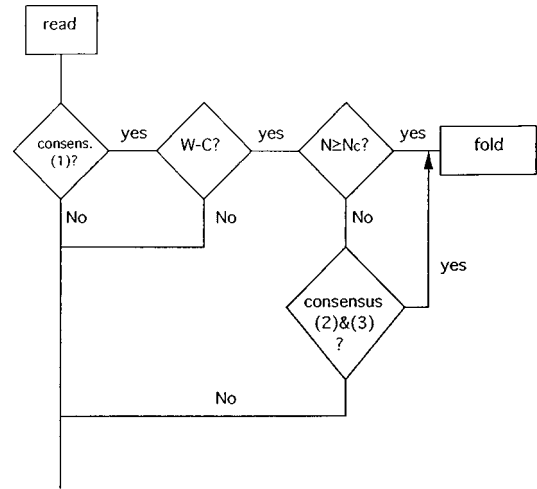 read
consens.
(1)?
yes
W-C?
yes
N≥Nc?
yes
fold
No
No
No
yes
consensus
(2)&(3)
?
No